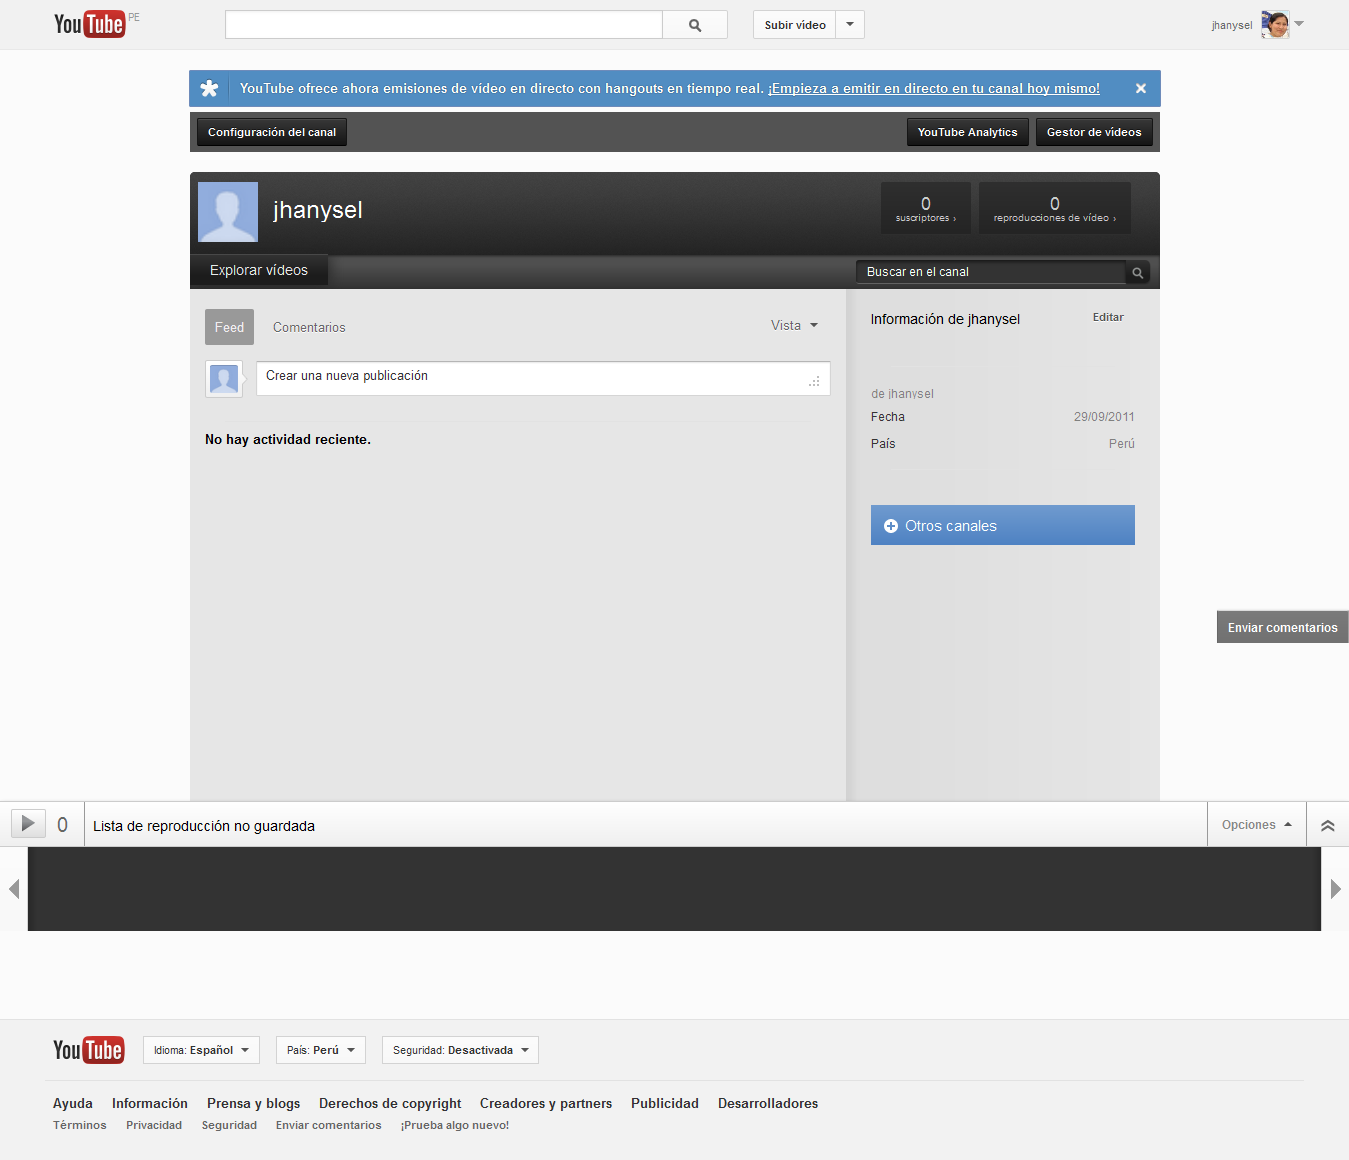 YouTube PE
Subir vídeo
jhanysel
YouTube ofrece ahora emisiones de vídeo en directo con hangouts en tiempo real. ¡Empieza a emitir en directo en tu canal hoy mismo!
Configuración del canal
YouTube Analytics
Gestor de vídeos
jhanysel
0
suscriptores ›
0
reproducciones de vídeo ›
Explorar vídeos
Buscar en el canal
Feed
Comentarios
Vista
Crear una nueva publicación
No hay actividad reciente.
Información de jhanysel
Editar
de jhanysel
Fecha 29/09/2011
País Perú
Otros canales
Enviar comentarios
0
Lista de reproducción no guardada
Opciones
YouTube
Idioma: Español
País: Perú
Seguridad: Desactivada
Ayuda Información Prensa y blogs Derechos de copyright Creadores y partners Publicidad Desarrolladores
Términos Privacidad Seguridad Enviar comentarios ¡Prueba algo nuevo!